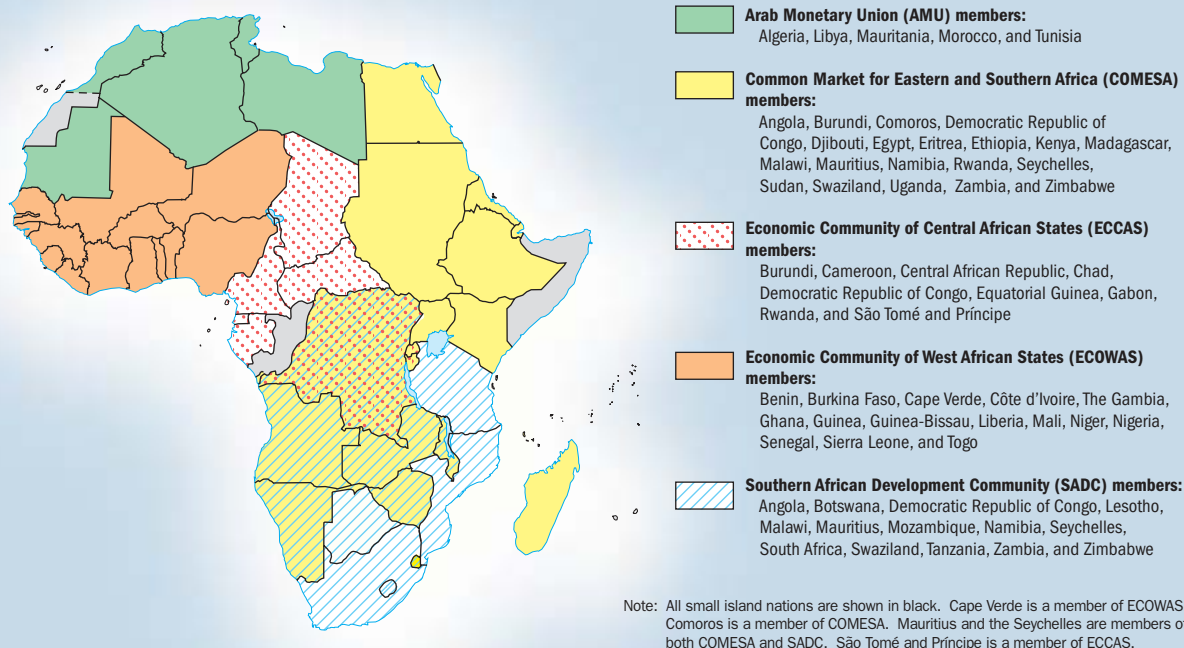 Arab Monetary Union (AMU) members:
Algeria, Libya, Mauritania, Morocco, and Tunisia
Common Market for Eastern and Southern Africa (COMESA)
members:
Angola, Burundi, Comoros, Democratic Republic of
Congo, Djibouti, Egypt, Eritrea, Ethiopia, Kenya, Madagascar,
Malawi, Mauritius, Namibia, Rwanda, Seychelles,
Sudan, Swaziland, Uganda, Zambia, and Zimbabwe
Economic Community of Central African States (ECCAS)
members:
Burundi, Cameroon, Central African Republic, Chad,
Democratic Republic of Congo, Equatorial Guinea, Gabon,
Rwanda, and São Tomé and Príncipe
Economic Community of West African States (ECOWAS)
members:
Benin, Burkina Faso, Cape Verde, Côte d'Ivoire, The Gambia,
Ghana, Guinea, Guinea-Bissau, Liberia, Mali, Niger, Nigeria,
Senegal, Sierra Leone, and Togo
Southern African Development Community (SADC) members:
Angola, Botswana, Democratic Republic of Congo, Lesotho,
Malawi, Mauritius, Mozambique, Namibia, Seychelles,
South Africa, Swaziland, Tanzania, Zambia, and Zimbabwe
Note: All small island nations are shown in black. Cape Verde is a member of ECOWAS
Comoros is a member of COMESA. Mauritius and the Seychelles are members of
both COMESA and SADC. São Tomé and Príncipe is a member of ECCAS.